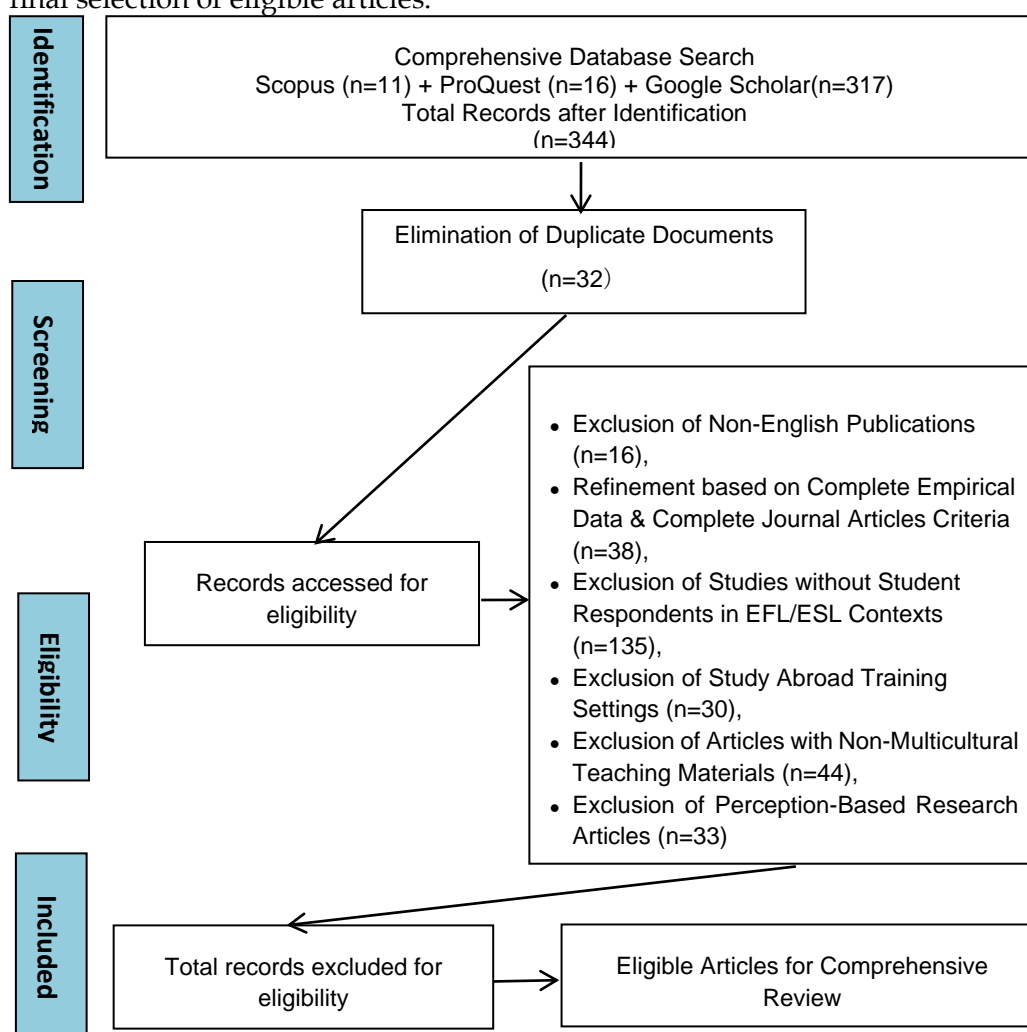 final selection of eligible articles.
Identification
Comprehensive Database Search
Scopus (n=11) + ProQuest (n=16) + Google Scholar(n=317)
Total Records after Identification
(n=344)
Elimination of Duplicate Documents
(n=32）
Screening
• Exclusion of Non-English Publications
(n=16),
• Refinement based on Complete Empirical
Data & Complete Journal Articles Criteria
(n=38),
• Exclusion of Studies without Student
Respondents in EFL/ESL Contexts
(n=135),
• Exclusion of Study Abroad Training
Settings (n=30),
• Exclusion of Articles with Non-Multicultural
Teaching Materials (n=44),
• Exclusion of Perception-Based Research
Articles (n=33)
Records accessed for
eligibility
Eligibility
Included
Total records excluded for
eligibility
Eligible Articles for Comprehensive
Review